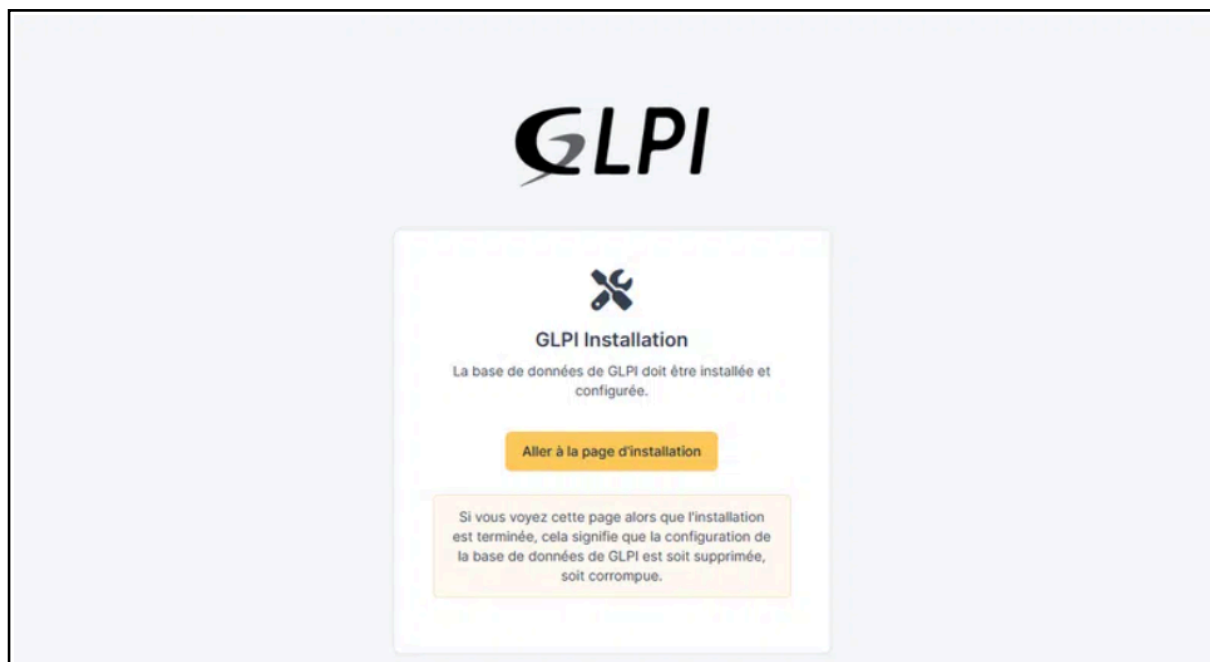 GLPI
GLPI Installation
La base de données de GLPI doit être installée et
configurée.
Aller à la page d'installation
Si vous voyez cette page alors que l'installation
est terminée, cela signifie que la configuration de
la base de données de GLPI est soit supprimée,
soit corrompue.